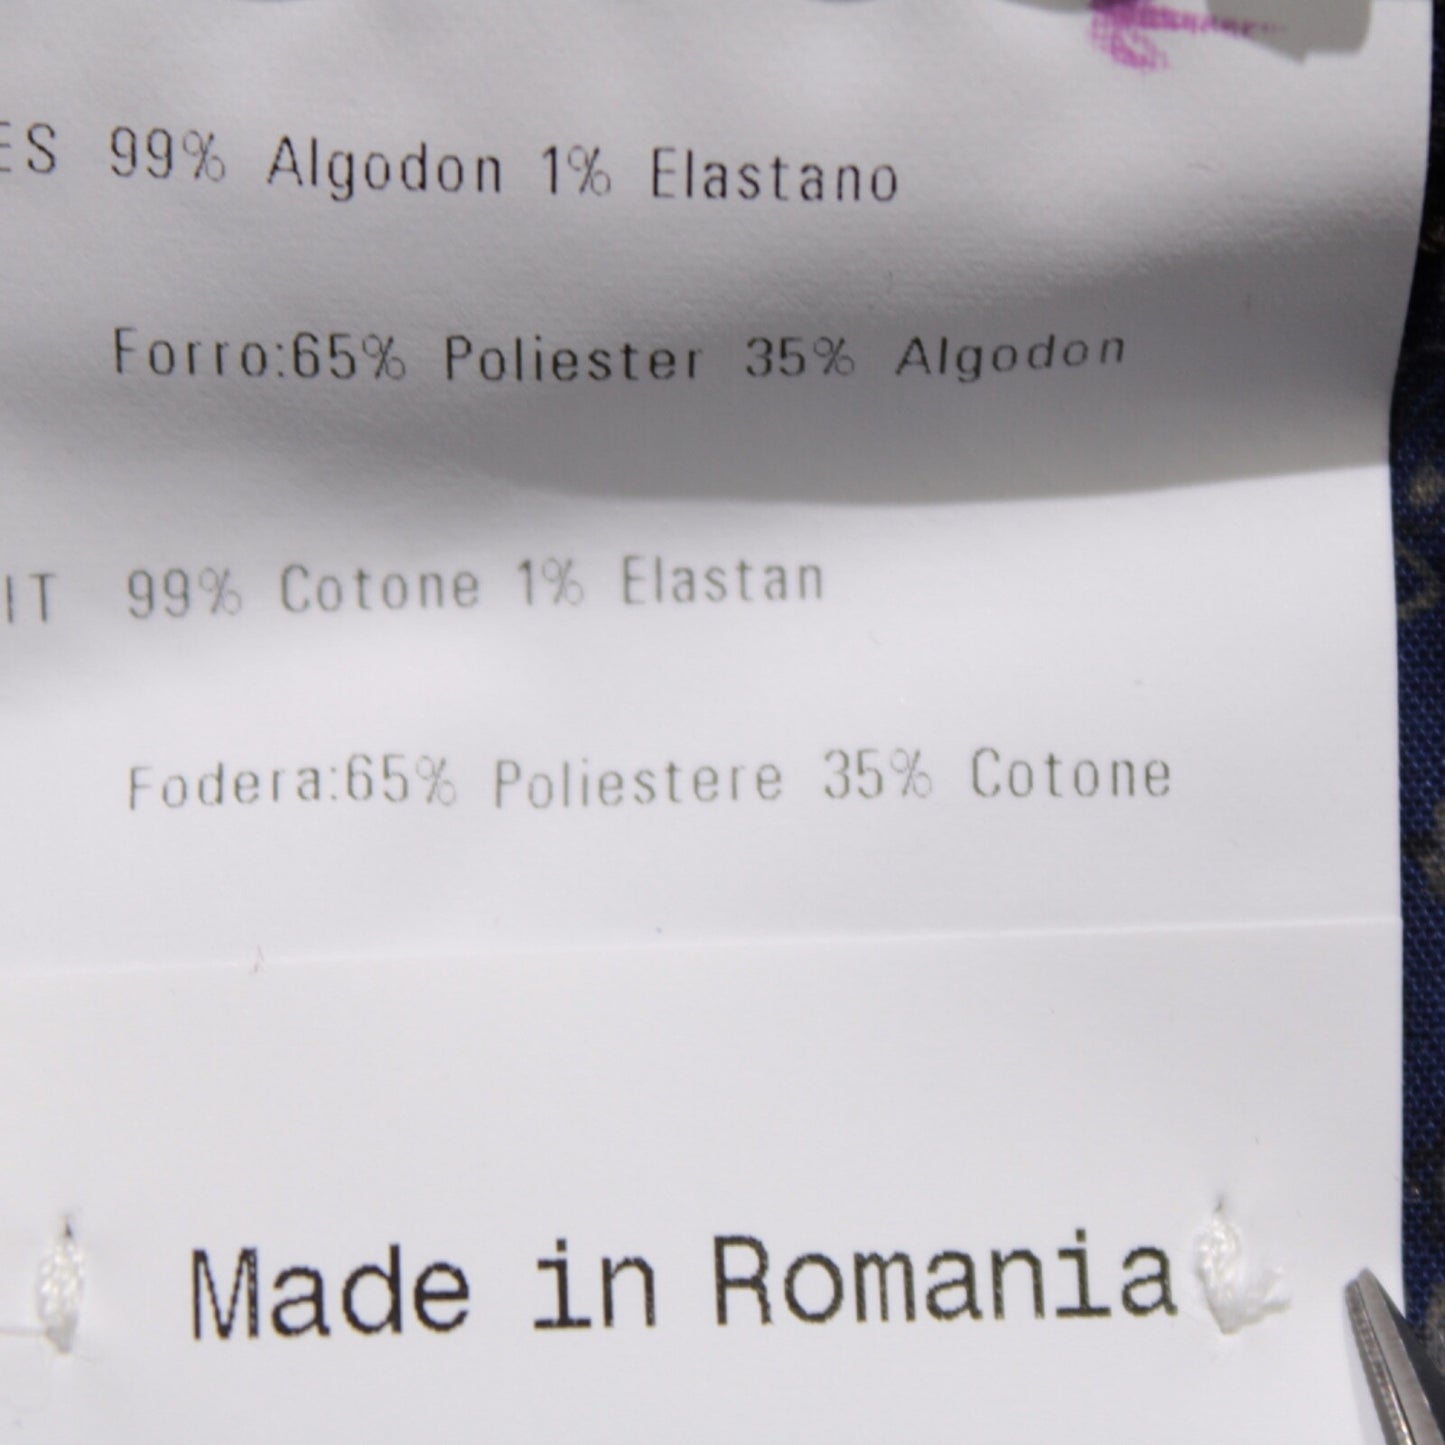 ES 99% Algodon 1% Elastano
Forro:65% Poliester 35% Algodon
IT 99% Cotone 1% Elastan
Fodera:65% Poliestere 35% Cotone
Made in Romania